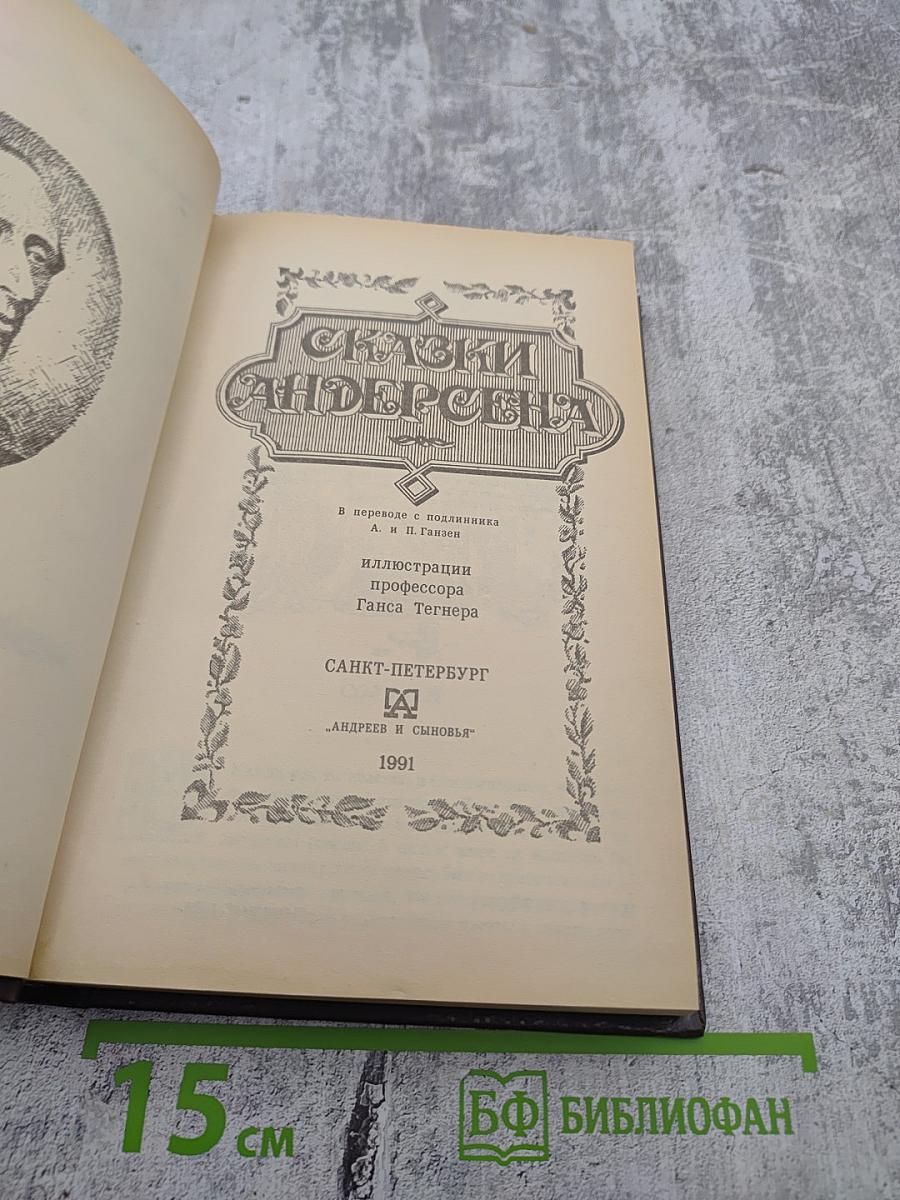 СКАЗКИ
АНДЕРСЕНА
В переводе с подлинника
А. и П. Ганзен
иллюстрации
профессора
Ганса Тегнера
САНКТ-ПЕТЕРБУРГ
„АНДРЕЕВ И СЫНОВЬЯ“
1991
15 см
БФ БИБЛИОФАН